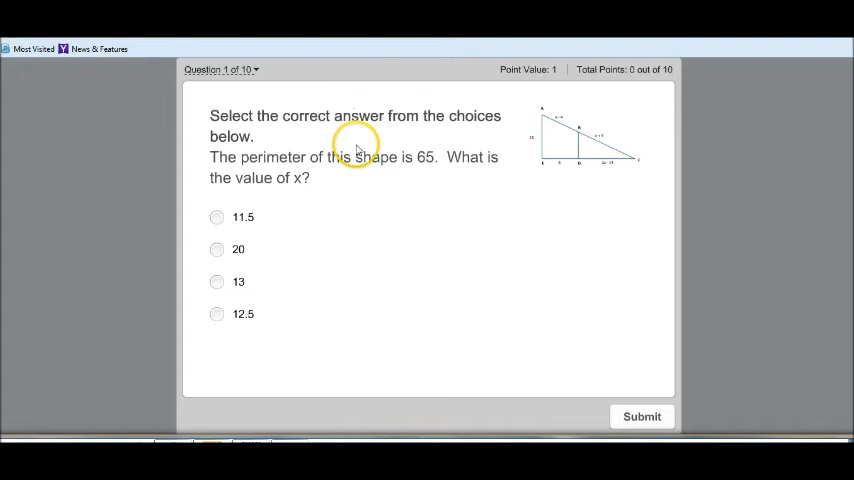 Most Visited News & Features
Question 1 of 10 Point Value: 1 Total Points: 0 out of 10
Select the correct answer from the choices
below.
The perimeter of this shape is 65. What is
the value of x?
A
B
E
D
C
11.5
20
13
12.5
Submit